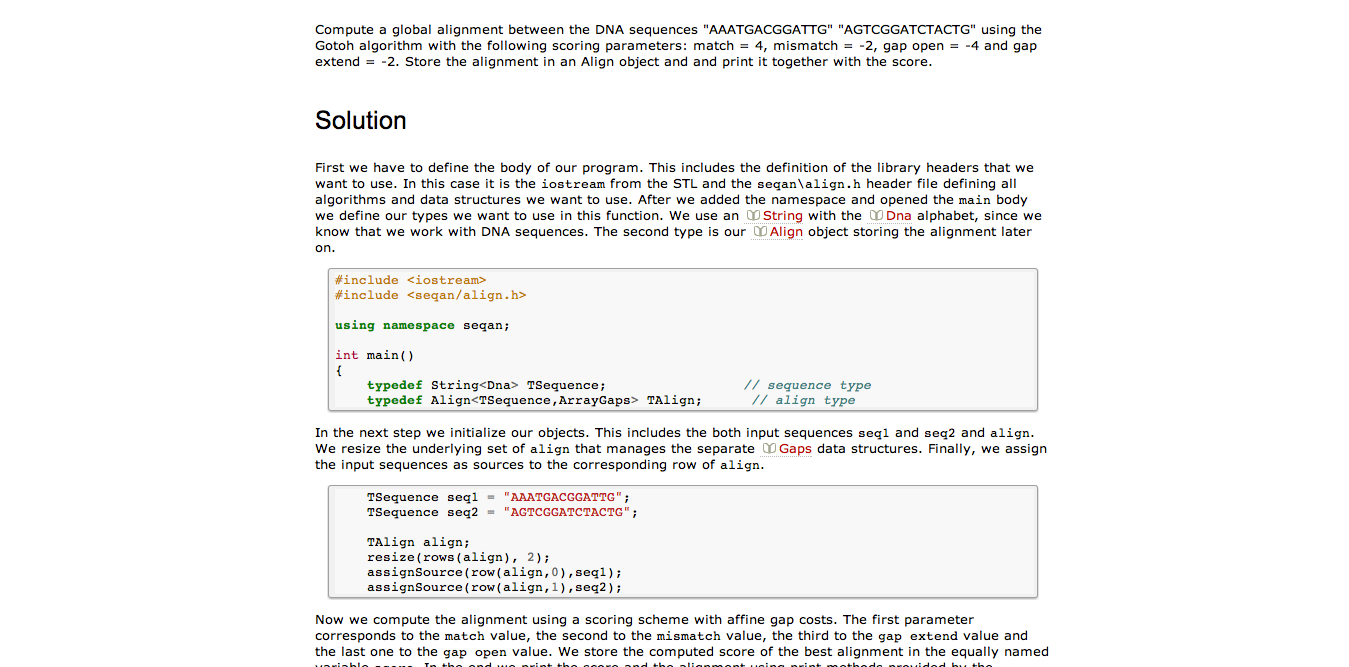 Compute a global alignment between the DNA sequences "AAATGACGGATTG" "AGTCGGATCTACTG" using the
Gotoh algorithm with the following scoring parameters: match = 4, mismatch = -2, gap open = -4 and gap
extend = -2. Store the alignment in an Align object and and print it together with the score.
Solution
First we have to define the body of our program. This includes the definition of the library headers that we
want to use. In this case it is the iostream from the STL and the seqan\align.h header file defining all
algorithms and data structures we want to use. After we added the namespace and opened the main body
we define our types we want to use in this function. We use an String with the Dna alphabet, since we
know that we work with DNA sequences. The second type is our Align object storing the alignment later
on.
#include <iostream>
#include <seqan/align.h>
using namespace seqan;
int main()
{
typedef String<Dna> TSequence; // sequence type
typedef Align<TSequence,ArrayGaps> TAlign; // align type
In the next step we initialize our objects. This includes the both input sequences seq1 and seq2 and align.
We resize the underlying set of align that manages the separate Gaps data structures. Finally, we assign
the input sequences as sources to the corresponding row of align.
TSequence seq1 = "AAATGACGGATTG";
TSequence seq2 = "AGTCGGATCTACTG";
TAlign align;
resize(rows(align), 2);
assignSource(row(align,0),seq1);
assignSource(row(align,1),seq2);
Now we compute the alignment using a scoring scheme with affine gap costs. The first parameter
corresponds to the match value, the second to the mismatch value, the third to the gap extend value and
the last one to the gap open value. We store the computed score of the best alignment in the equally named